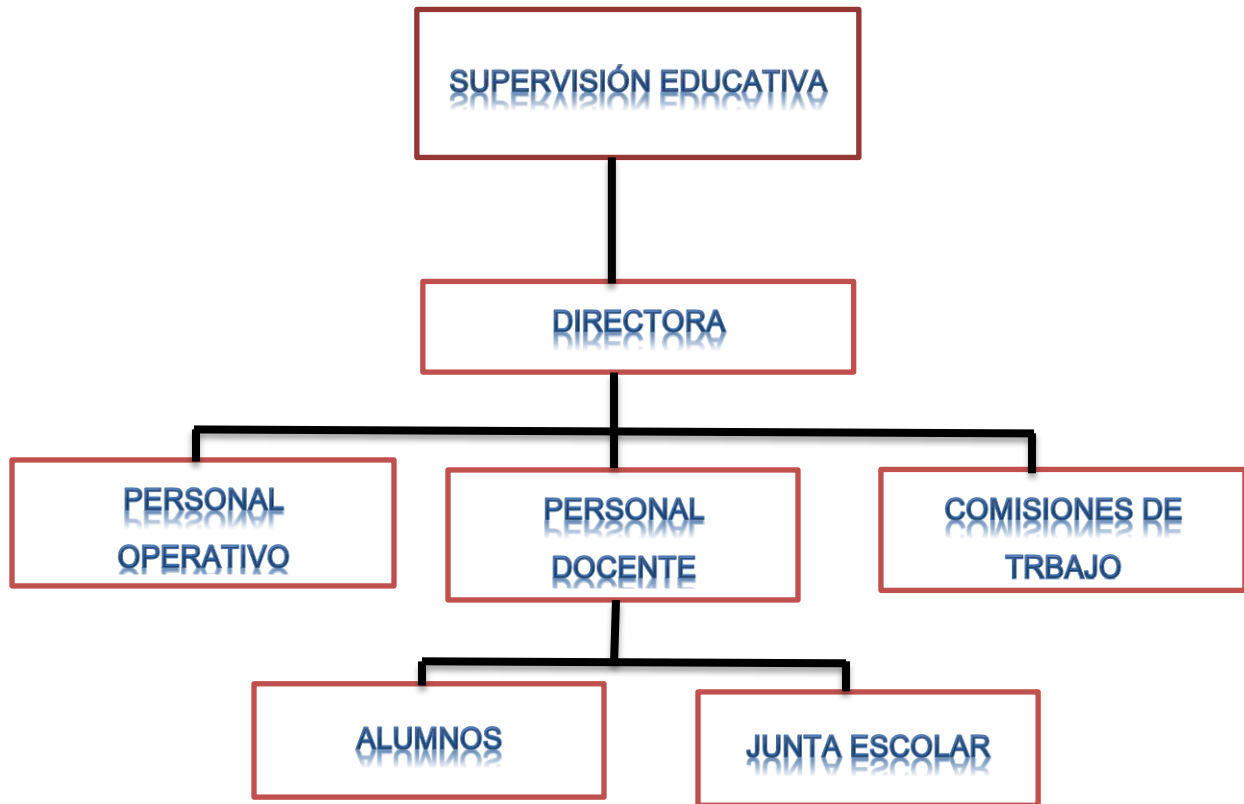 SUPERVISIÓN EDUCATIVA
DIRECTORA
PERSONAL
OPERATIVO
PERSONAL
DOCENTE
COMISIONES DE
TRBAJO
ALUMNOS
JUNTA ESCOLAR